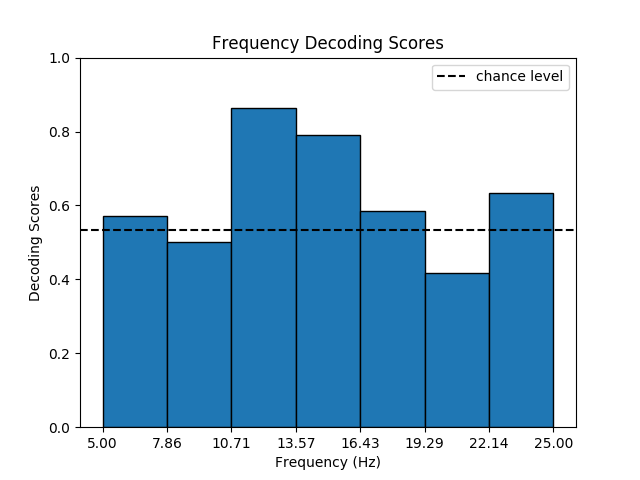 Frequency Decoding Scores
chance level
1.0
0.8
0.6
0.4
0.2
0.0
Decoding Scores
5.00 7.86 10.71 13.57 16.43 19.29 22.14 25.00
Frequency (Hz)